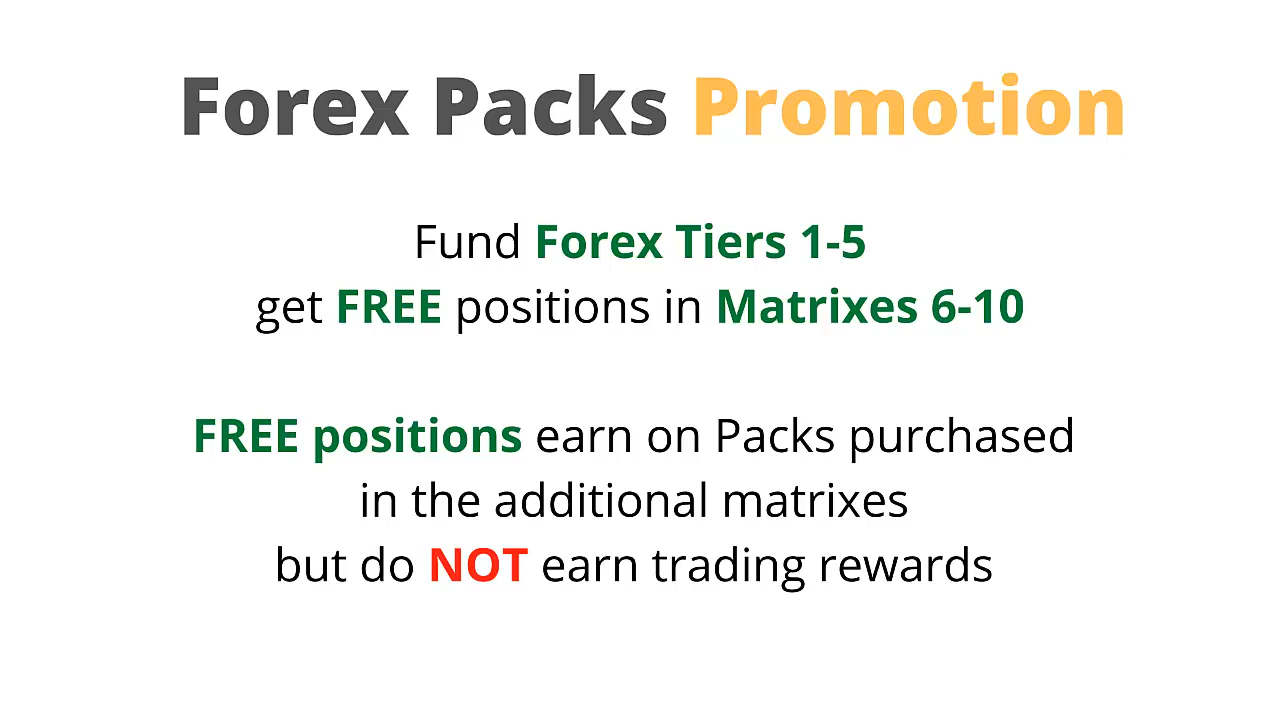 Forex Packs Promotion
Fund Forex Tiers 1-5
get FREE positions in Matrixes 6-10
FREE positions earn on Packs purchased
in the additional matrixes
but do NOT earn trading rewards